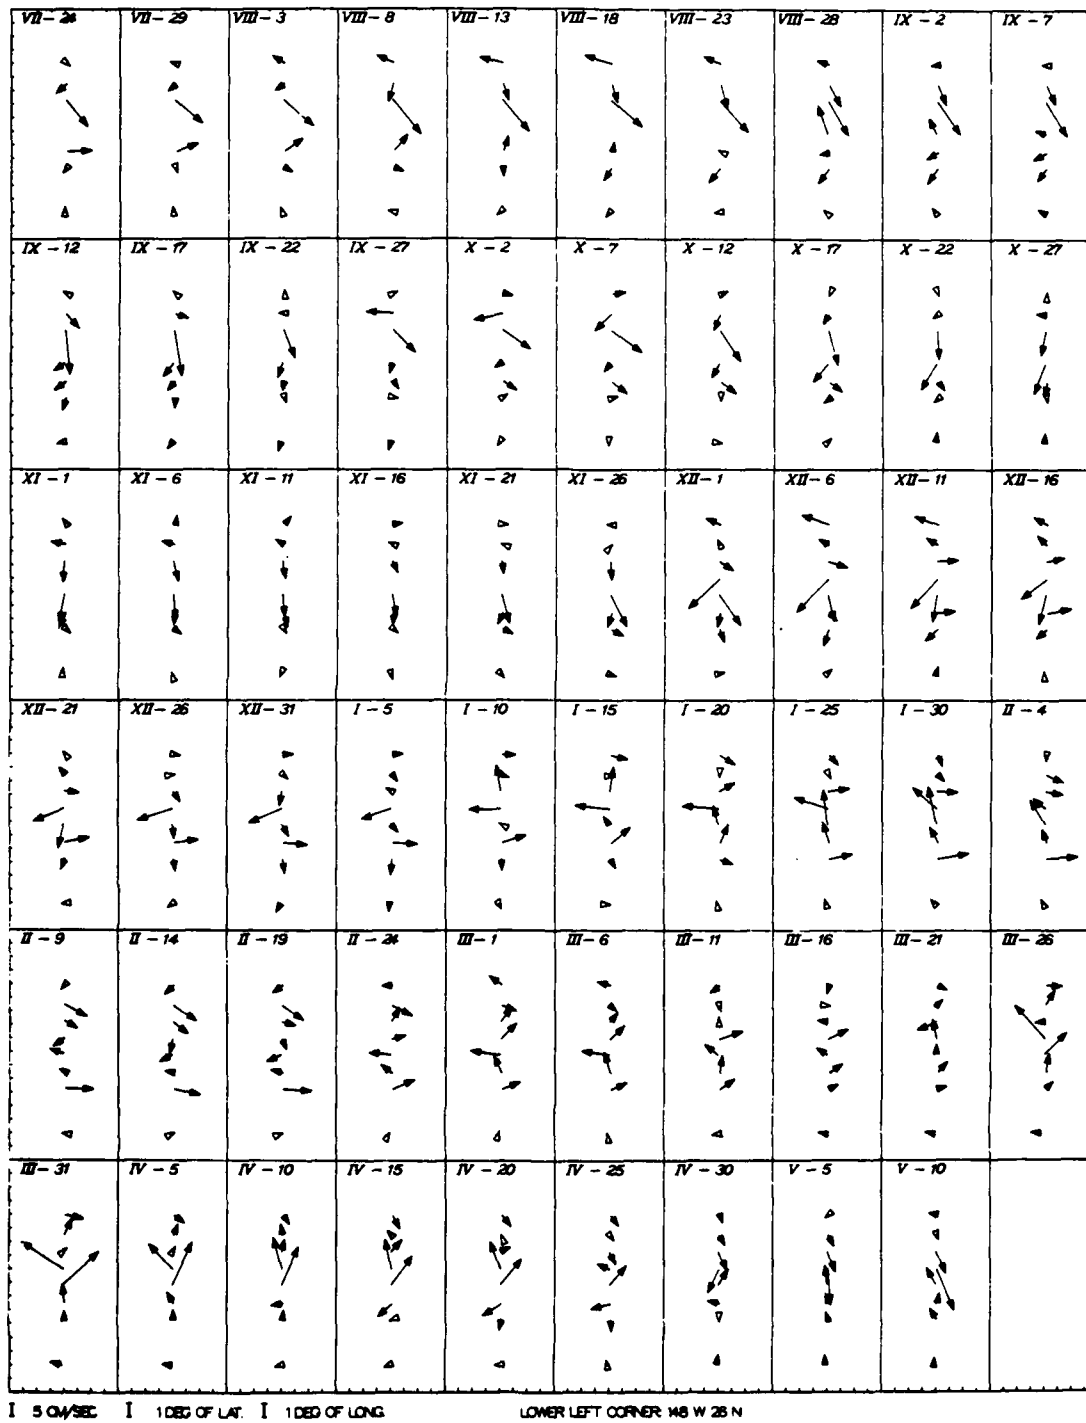 VII - 24 VII - 29 VIII - 3 VIII - 8 VIII - 13 VIII - 18 VIII - 23 VIII - 28 IX - 2 IX - 7
IX - 12 IX - 17 IX - 22 IX - 27 X - 2 X - 7 X - 12 X - 17 X - 22 X - 27
XI - 1 XI - 6 XI - 11 XI - 16 XI - 21 XI - 26 XII - 1 XII - 6 XII - 11 XII - 16
XII - 21 XII - 26 XII - 31 I - 5 I - 10 I - 15 I - 20 I - 25 I - 30 II - 4
II - 9 II - 14 II - 19 II - 24 III - 1 III - 6 III - 11 III - 16 III - 21 III - 26
III - 31 IV - 5 IV - 10 IV - 15 IV - 20 IV - 25 IV - 30 V - 5 V - 10
I 5 CM/SEC I 1 DEG OF LAT. I 1 DEG OF LONG LOWER LEFT CORNER 148 W 28 N